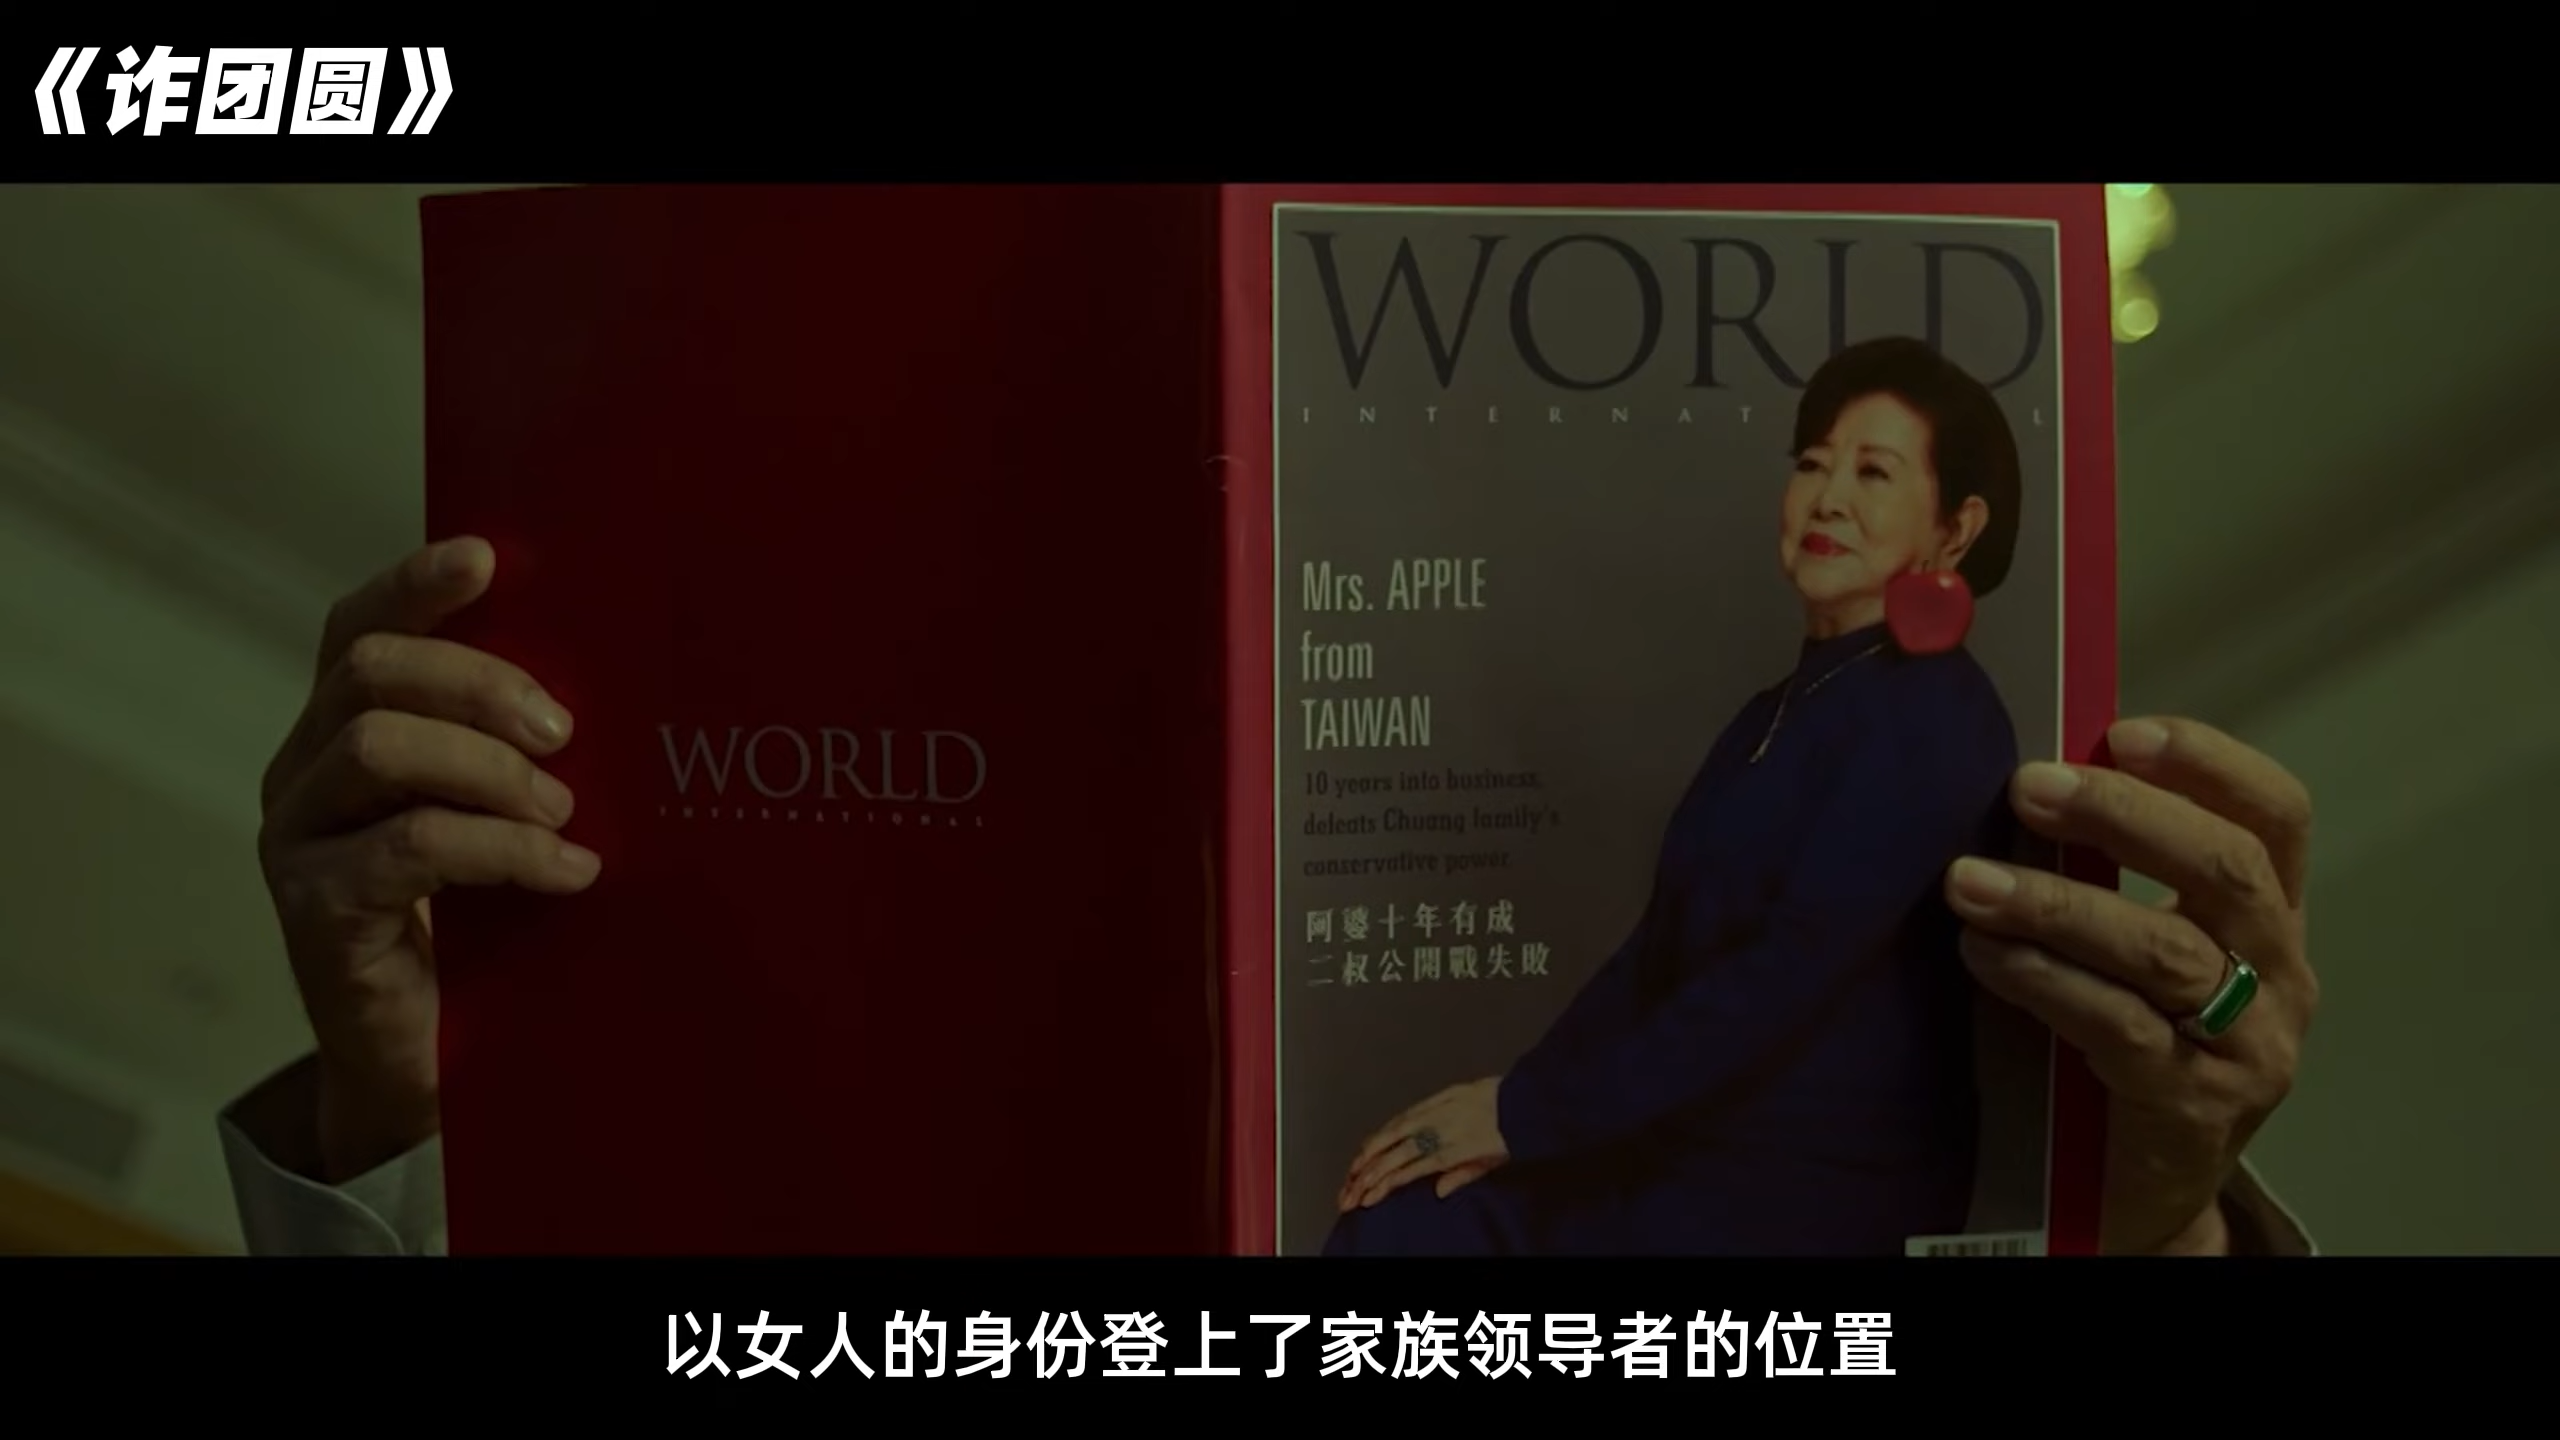 《诈团圆》
WORLD
INTERNATIONAL
WORLD
INTERNAT L
Mrs. APPLE
from
TAIWAN
10 years into business,
defeats Chuang family's
conservative power
阿婆十年有成
二叔公開戰失敗
以女人的身份登上了家族领导者的位置